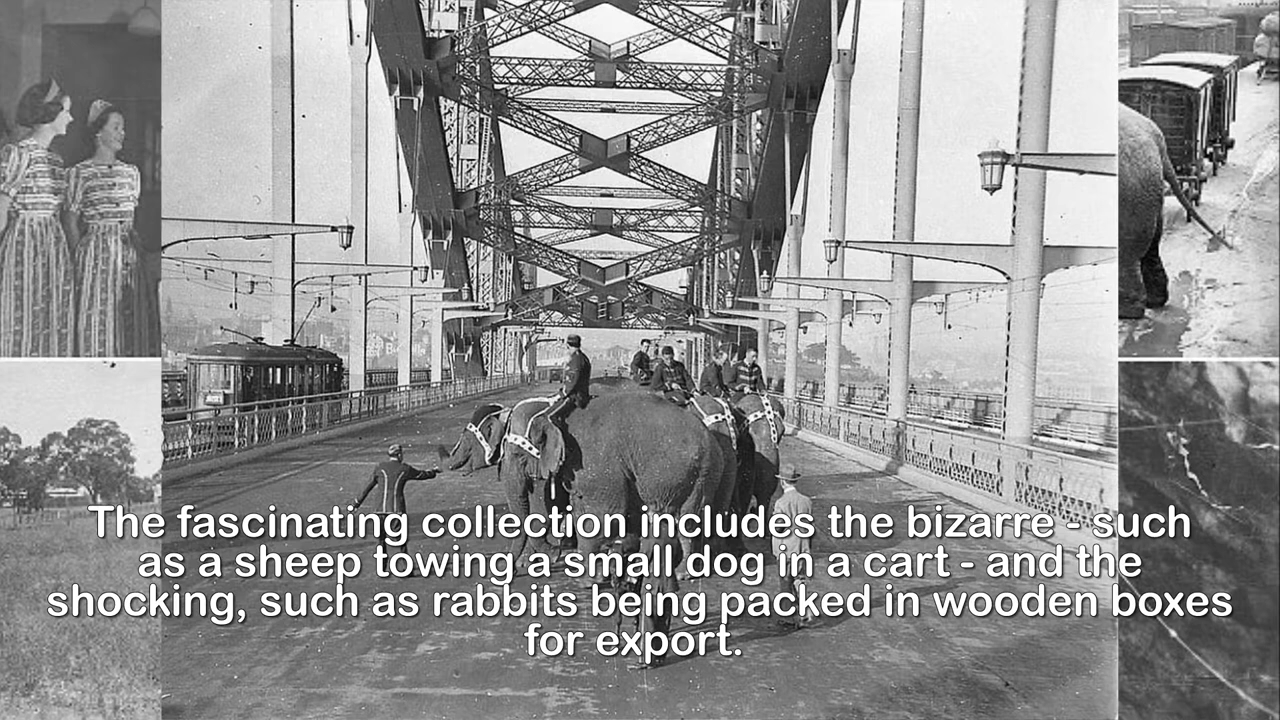 The fascinating collection includes the bizarre - such
as a sheep towing a small dog in a cart - and the
shocking, such as rabbits being packed in wooden boxes
for export.